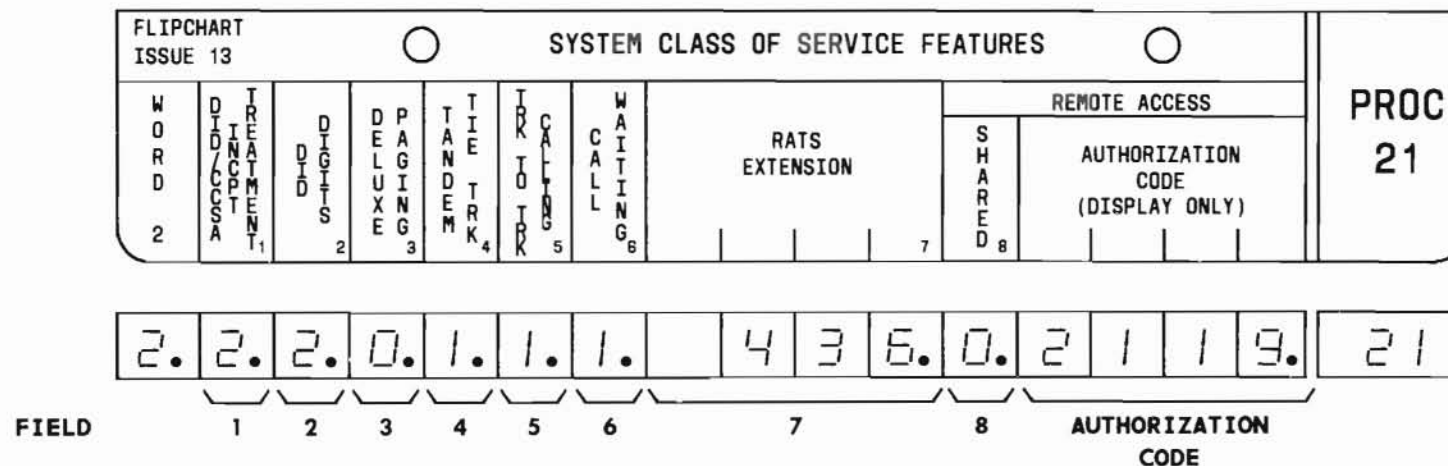 FLIPCHART
ISSUE 13
SYSTEM CLASS OF SERVICE FEATURES
PROC
21
WORD 2
DID/CCSA INCPT TREATMENT 1
DID DIGITS 2
DELUXE PAGING 3
TANDEM TIE TRK 4
TRK TO TRK CALLING 5
CALL WAITING 6
RATS
EXTENSION
7
REMOTE ACCESS
SHARED 8
AUTHORIZATION
CODE
(DISPLAY ONLY)
2. 2. 2. 0. 1. 1. 1. 4 3 6. 0. 2 1 1 9. 21
FIELD 1 2 3 4 5 6 7 8 AUTHORIZATION
CODE